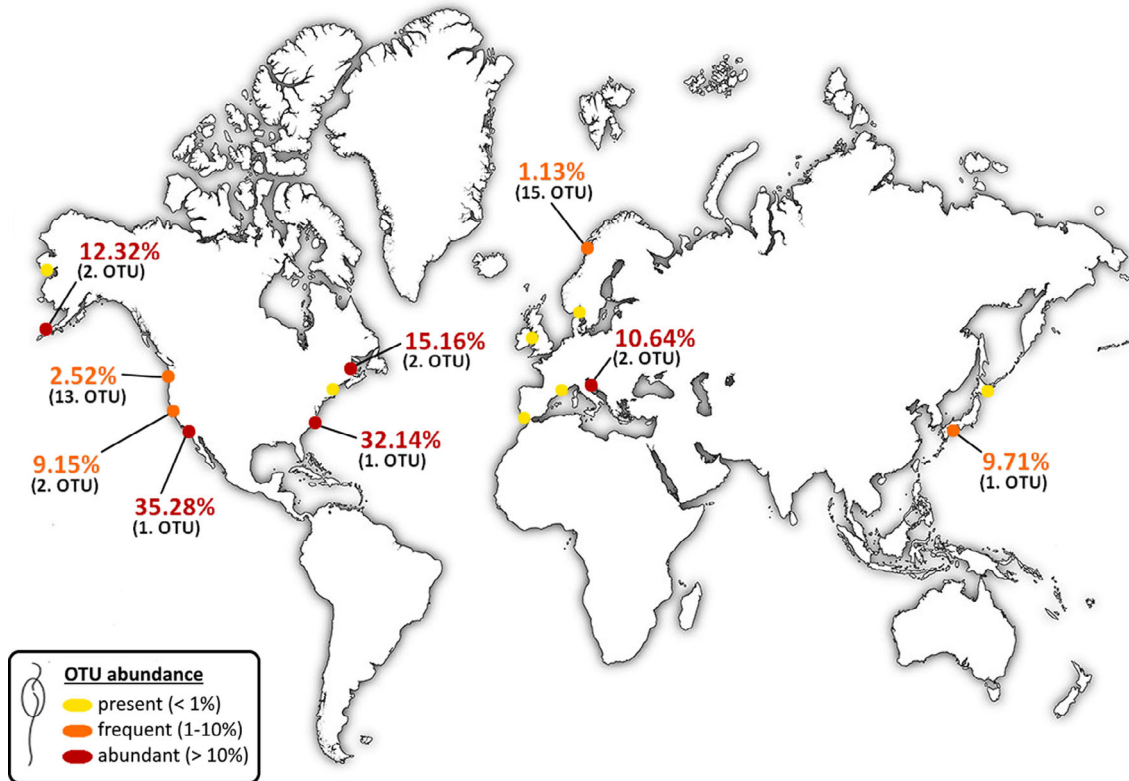 1.13%
(15. OTU)
12.32%
(2. OTU)
15.16%
(2. OTU)
10.64%
(2. OTU)
2.52%
(13. OTU)
32.14%
(1. OTU)
9.15%
(2. OTU)
9.71%
(1. OTU)
35.28%
(1. OTU)
OTU abundance
present (< 1%)
frequent (1-10%)
abundant (> 10%)